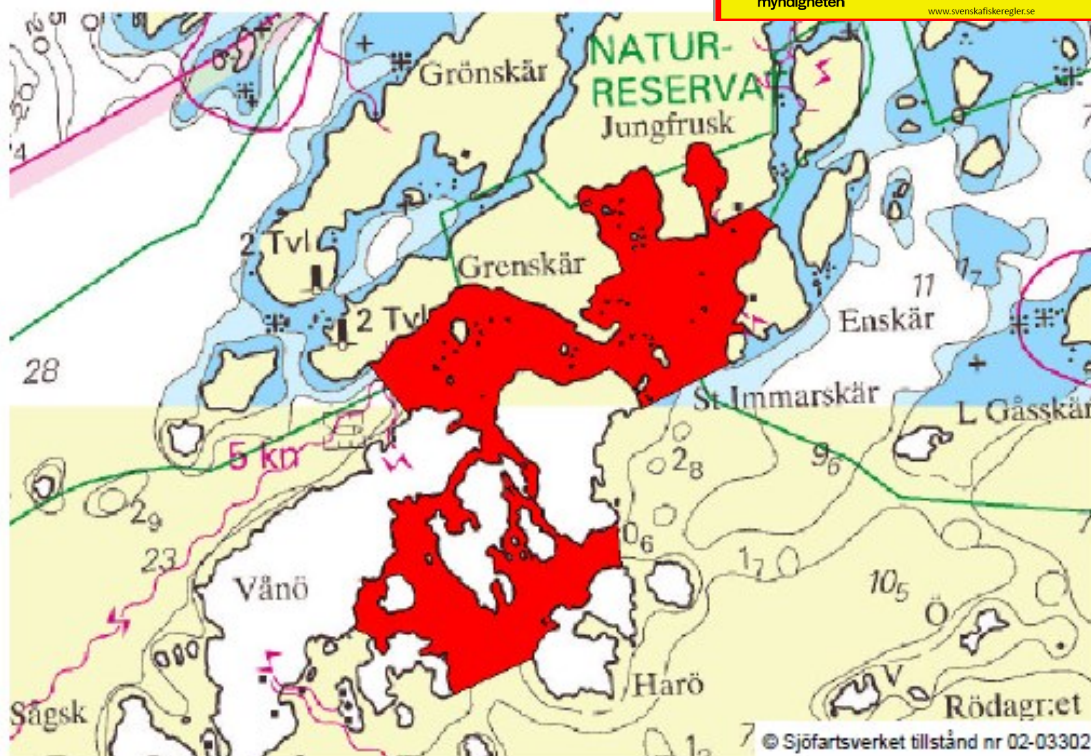 myndigheten
www.svenskafiskeregler.se
NATUR-
RESERVAT
Jungfrusk
Grönskär
2 Tvl
Grenskär
2 Tvl
11
17
Enskär
28
St Immarskär
L Gåsskär
5 kn
28
96
29
23
06
17
105
Vånö
Ö
Harö
V
Rödagr:et
Sägsk
7
© Sjöfartsverket tillstånd nr 02-03302